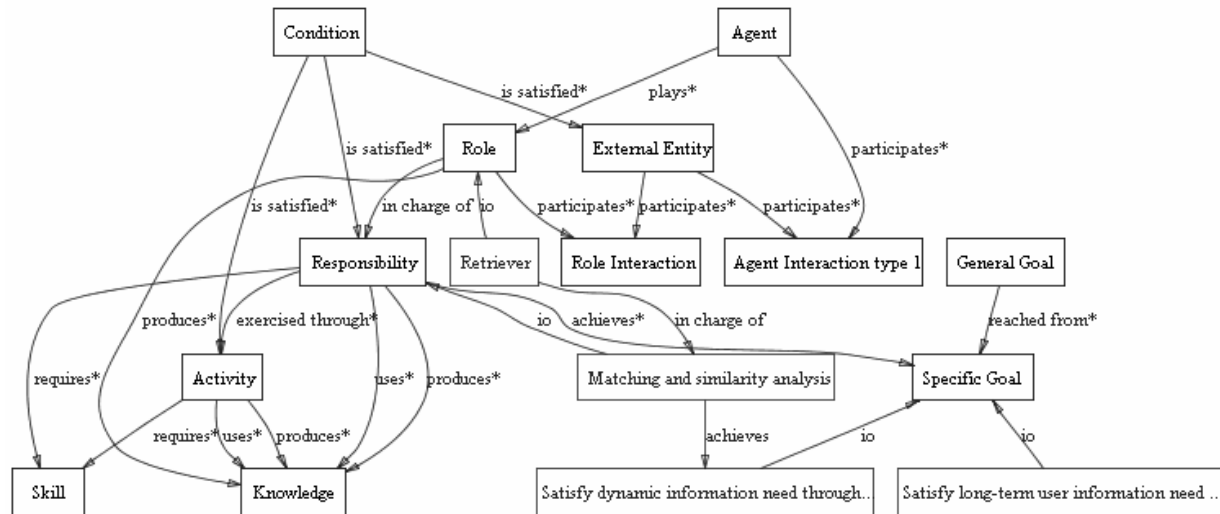 Condition
Agent
is satisfied*
plays*
Role
External Entity
is satisfied*
participates*
is satisfied*
in charge of
io
participates*
participates*
participates*
Responsibility
Retriever
Role Interaction
Agent Interaction type 1
General Goal
produces*
exercised through*
io
achieves*
in charge of
reached from*
requires*
Activity
uses*
produces*
Matching and similarity analysis
Specific Goal
requires*
uses*
produces*
achieves
io
io
Skill
Knowledge
Satisfy dynamic information need through...
Satisfy long-term user information need ...